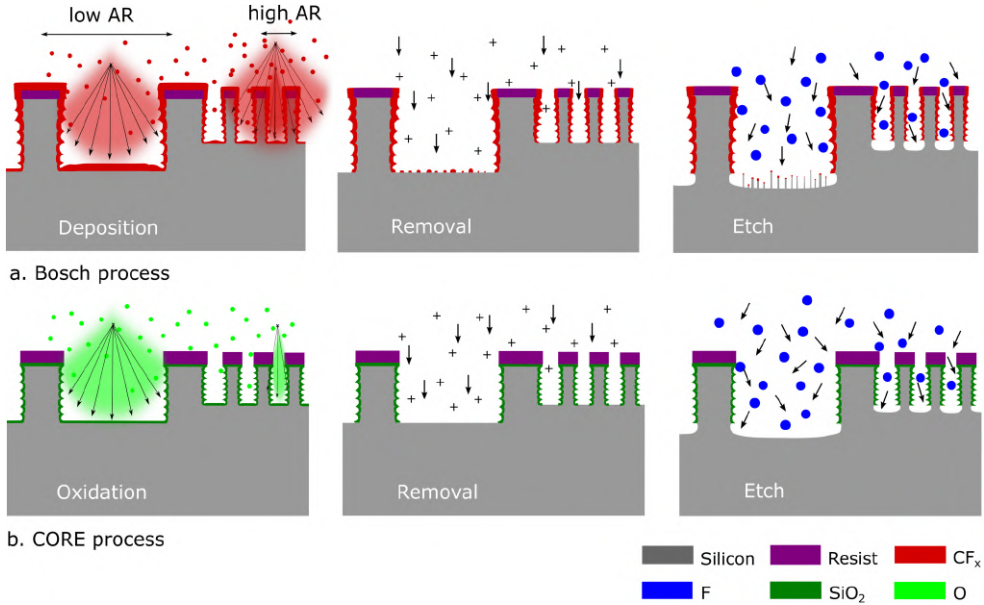 low AR
high AR
Deposition
Removal
Etch
a. Bosch process
Oxidation
Removal
Etch
b. CORE process
Silicon
Resist
CFx
F
SiO2
O